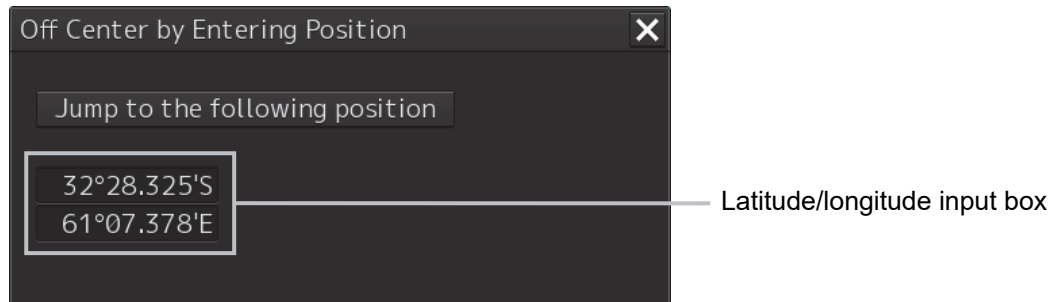 Off Center by Entering Position
Jump to the following position
32°28.325'S
61°07.378'E
Latitude/longitude input box